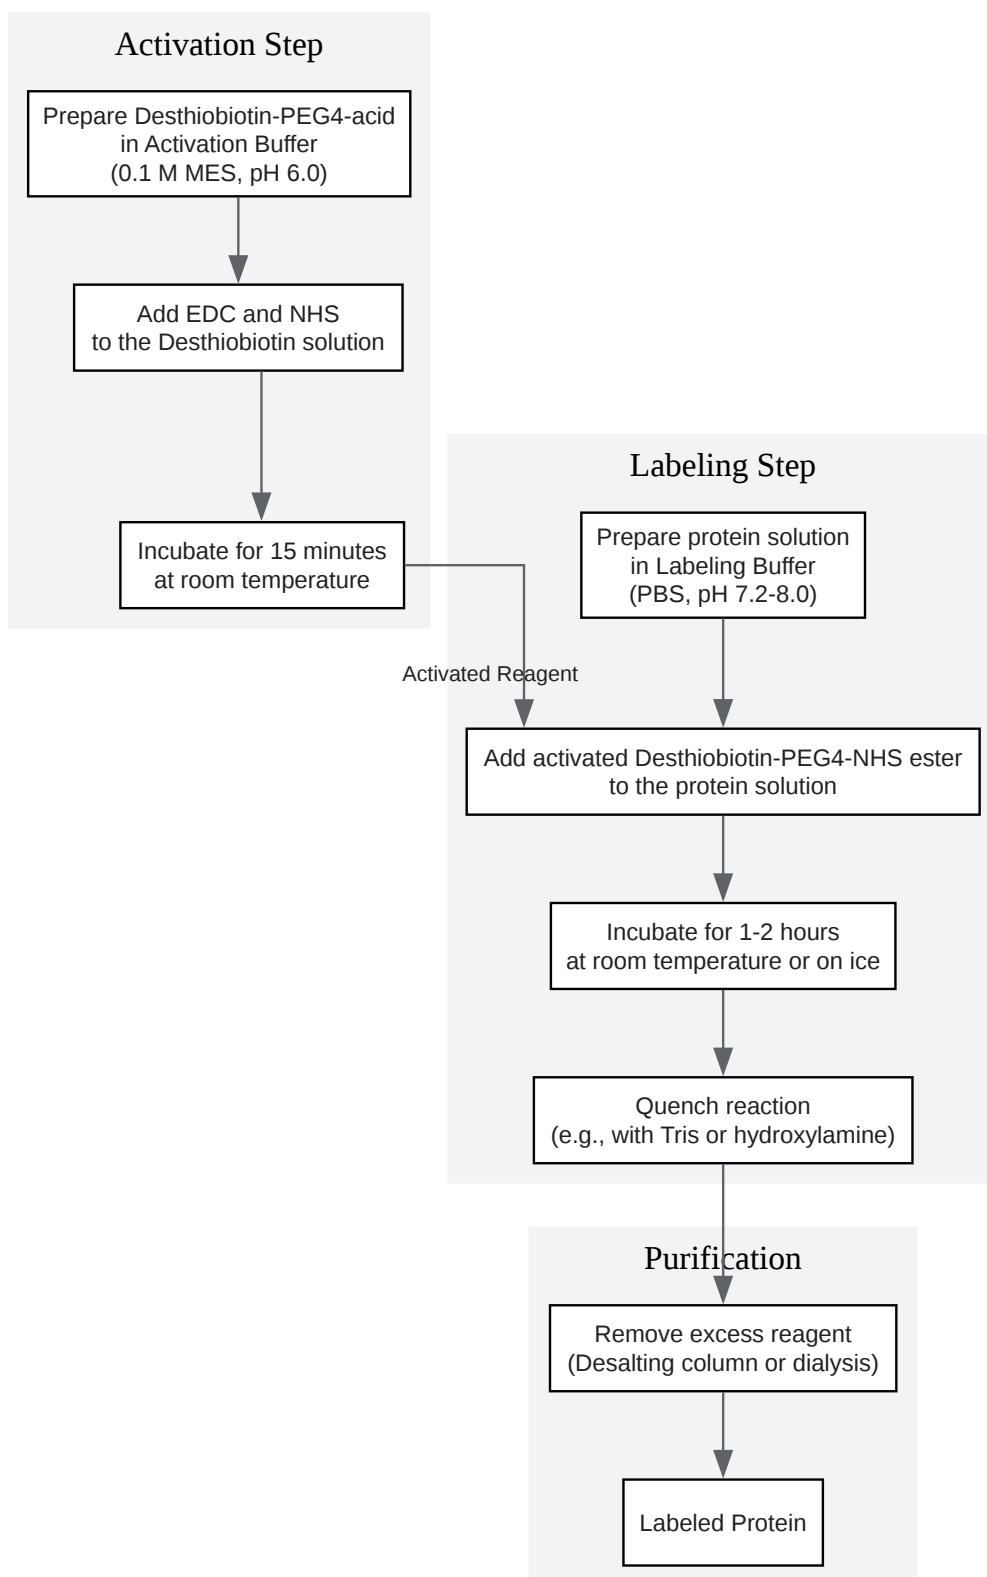 Activation Step
Prepare Desthiobiotin-PEG4-acid
in Activation Buffer
(0.1 M MES, pH 6.0)
Add EDC and NHS
to the Desthiobiotin solution
Incubate for 15 minutes
at room temperature
Activated Reagent
Labeling Step
Prepare protein solution
in Labeling Buffer
(PBS, pH 7.2-8.0)
Add activated Desthiobiotin-PEG4-NHS ester
to the protein solution
Incubate for 1-2 hours
at room temperature or on ice
Quench reaction
(e.g., with Tris or hydroxylamine)
Purification
Remove excess reagent
(Desalting column or dialysis)
Labeled Protein